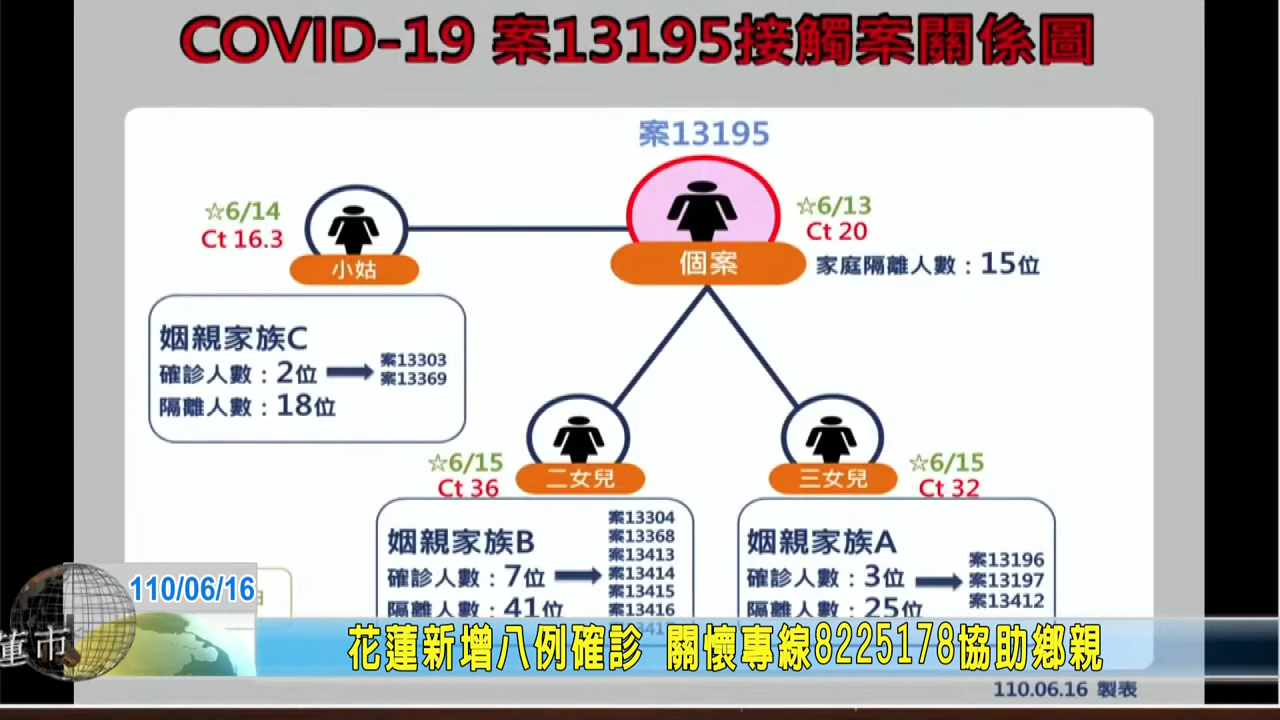 COVID-19 案13195接觸案關係圖
案13195
☆6/14
Ct 16.3
小姑
☆6/13
Ct 20
個案
家庭隔離人數：15位
姻親家族C
確診人數：2位
案13303
案13369
隔離人數：18位
☆6/15
Ct 36
二女兒
☆6/15
Ct 32
三女兒
姻親家族B
確診人數：7位
隔離人數：41位
案13304
案13368
案13413
案13414
案13415
案13416
姻親家族A
確診人數：3位
隔離人數：25位
案13196
案13197
案13412
110/06/16
蓮市
花蓮新增八例確診 關懷專線8225178協助鄉親
110.06.16 製表